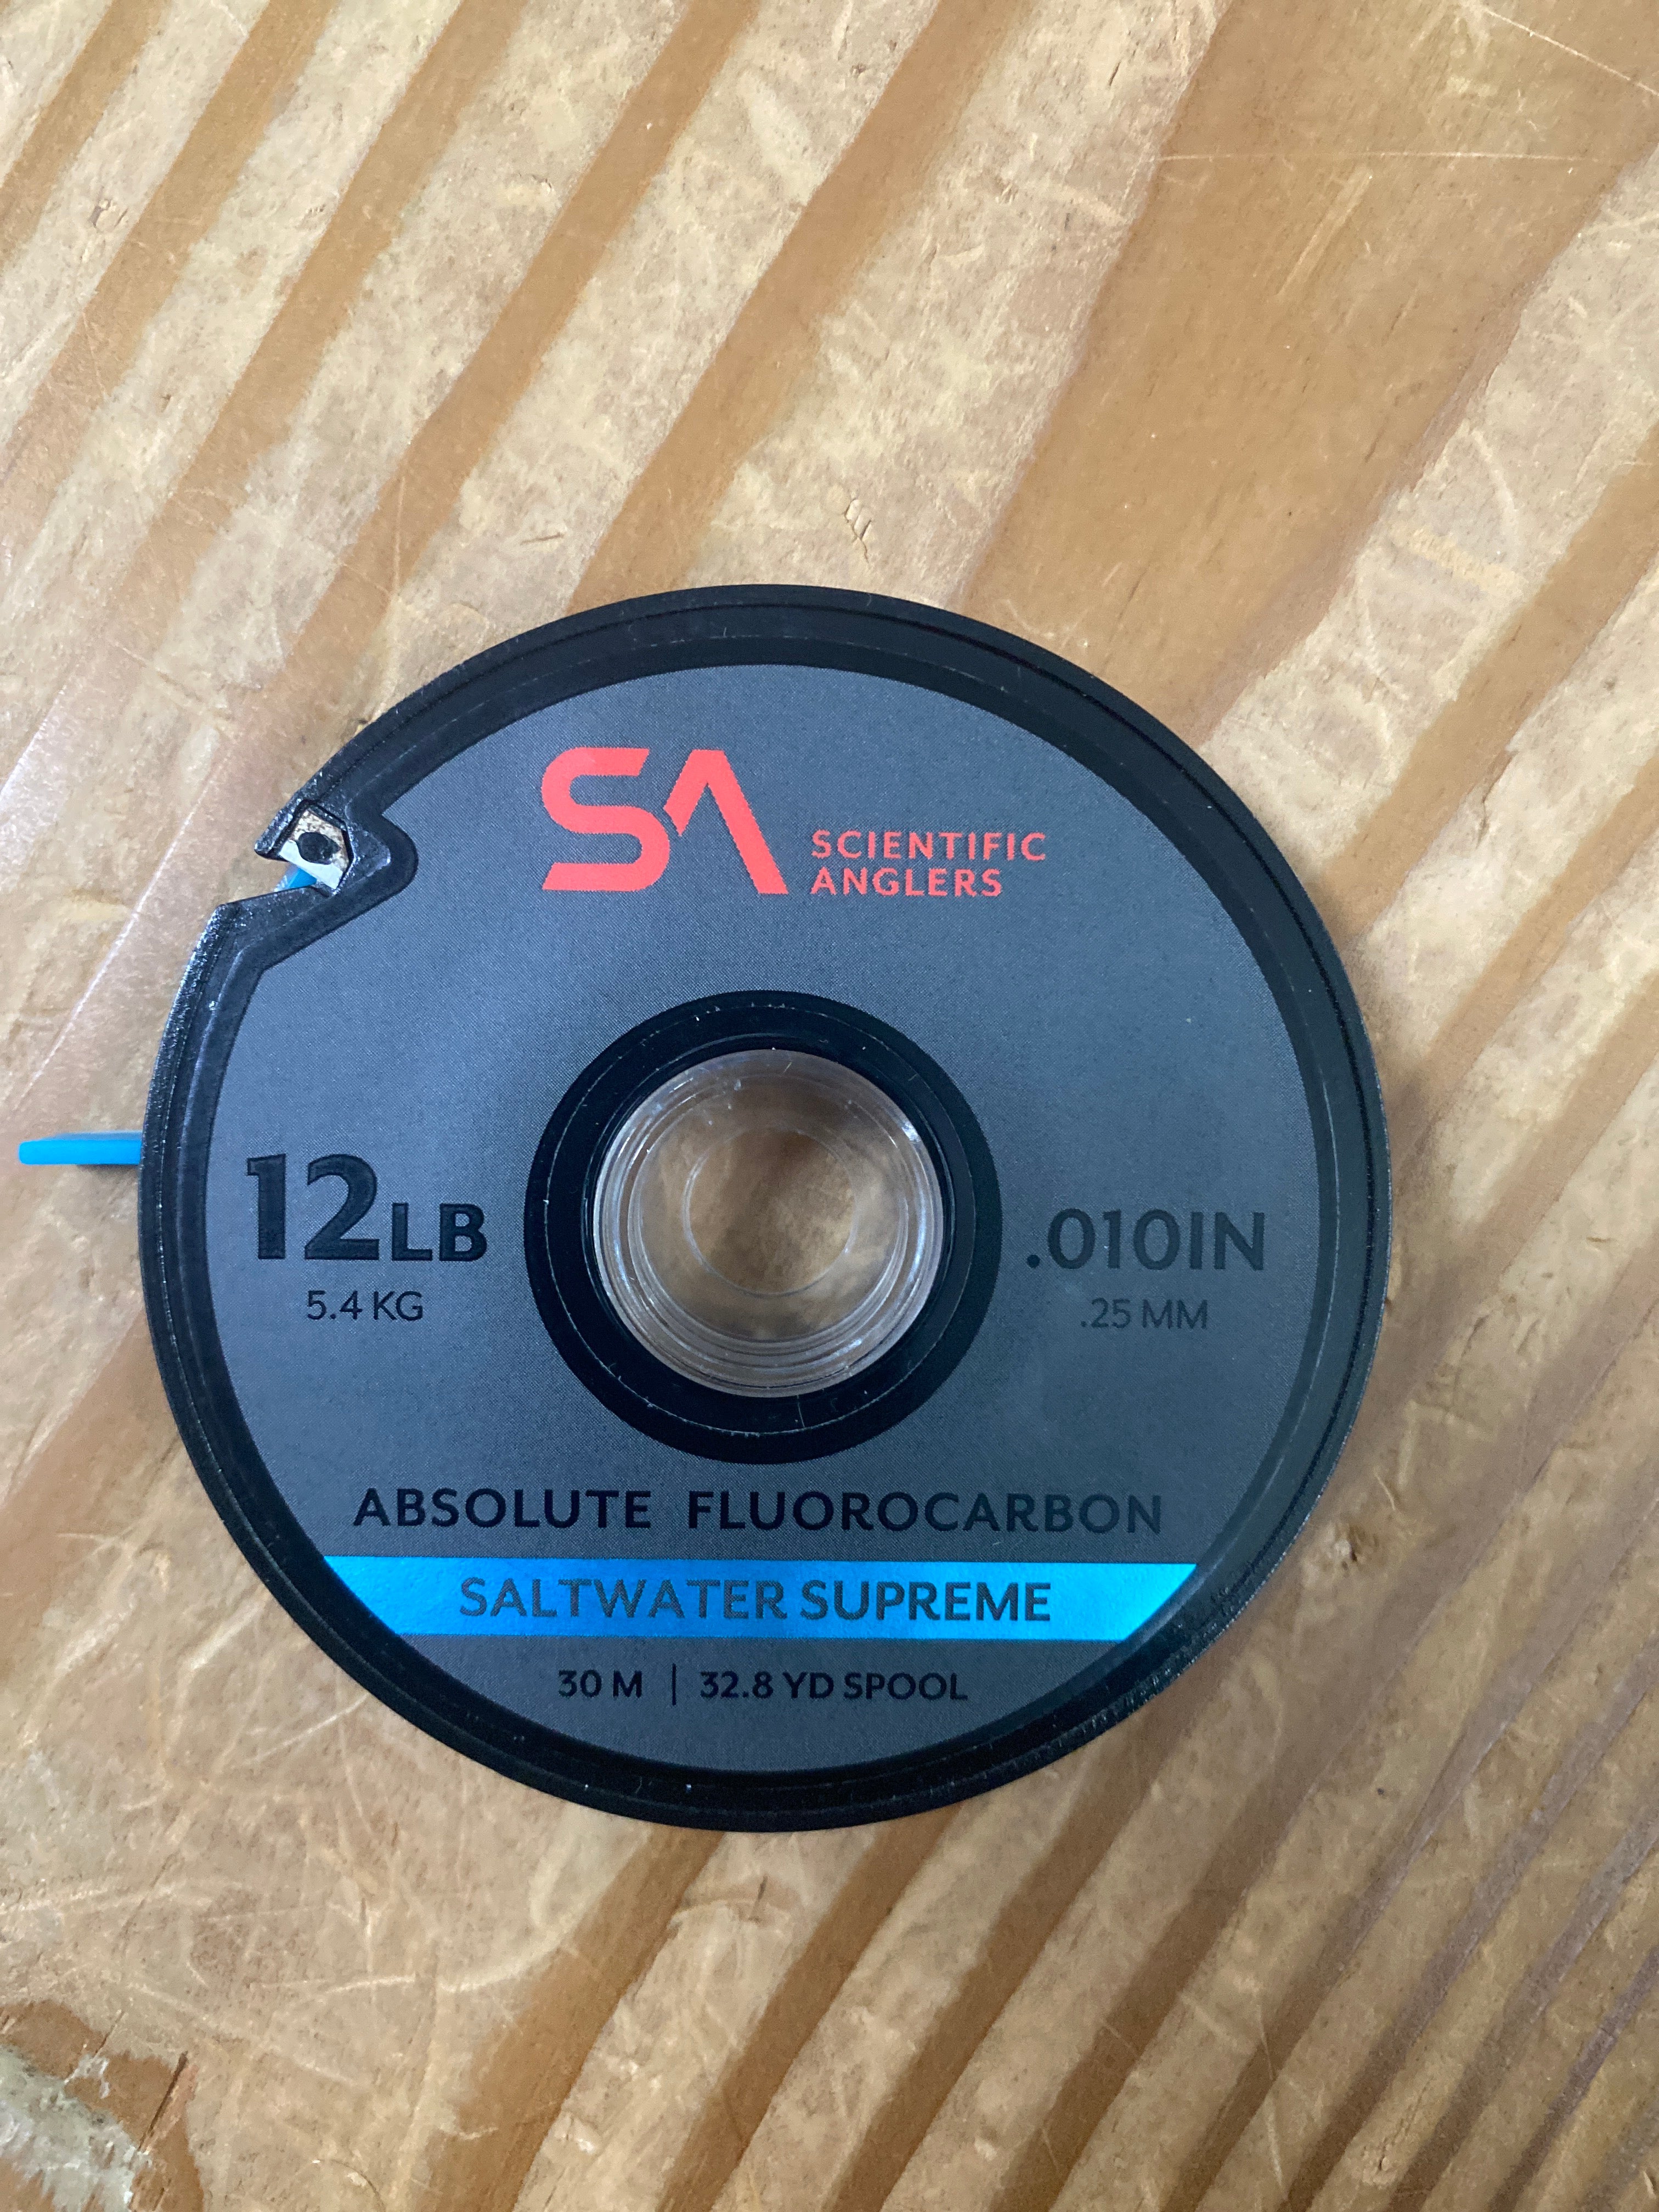 SA SCIENTIFIC
ANGLERS
12LB
5.4 KG
.010IN
.25 MM
ABSOLUTE FLUOROCARBON
SALTWATER SUPREME
30 M | 32.8 YD SPOOL